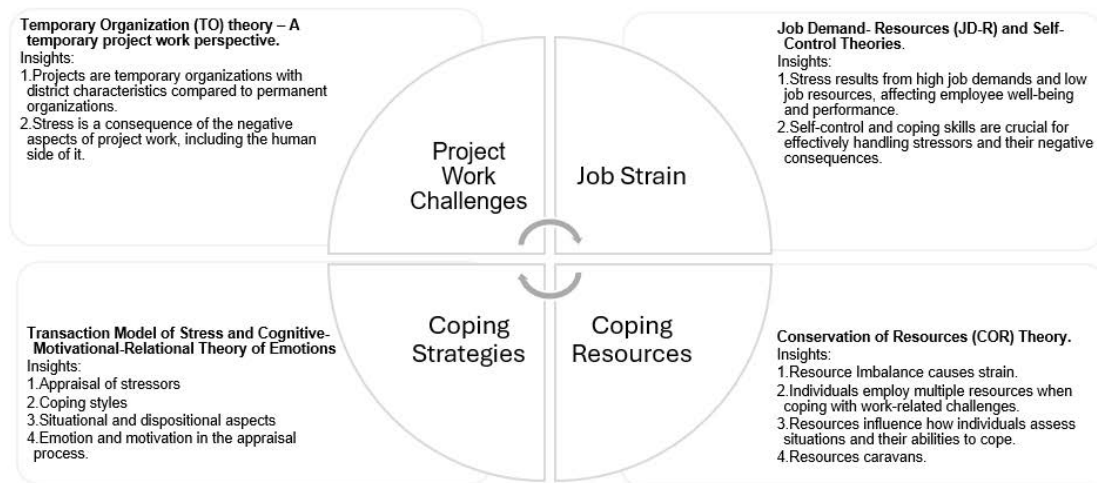 Temporary Organization (TO) theory – A
temporary project work perspective.
Insights:
1.Projects are temporary organizations with
district characteristics compared to permanent
organizations.
2.Stress is a consequence of the negative
aspects of project work, including the human
side of it.
Job Demand- Resources (JD-R) and Self-
Control Theories.
Insights:
1.Stress results from high job demands and low
job resources, affecting employee well-being
and performance.
2.Self-control and coping skills are crucial for
effectively handling stressors and their negative
consequences.
Project
Work
Challenges
Job Strain
Coping
Strategies
Coping
Resources
Transaction Model of Stress and Cognitive-
Motivational-Relational Theory of Emotions
Insights:
1.Appraisal of stressors
2.Coping styles
3.Situational and dispositional aspects
4.Emotion and motivation in the appraisal
process.
Conservation of Resources (COR) Theory.
Insights:
1.Resource Imbalance causes strain.
2.Individuals employ multiple resources when
coping with work-related challenges.
3.Resources influence how individuals assess
situations and their abilities to cope.
4.Resources caravans.